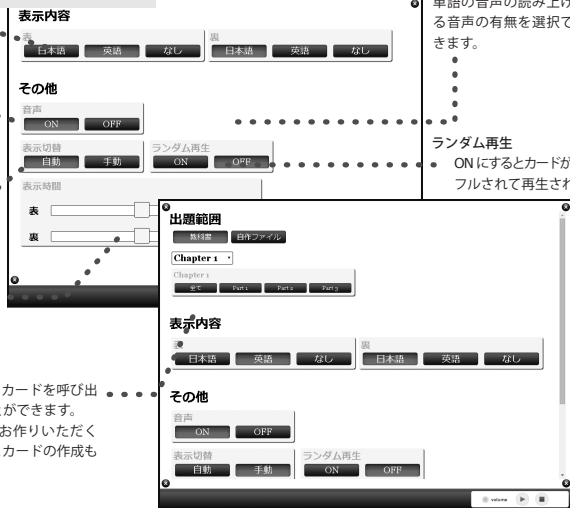 表示内容
表
日本語 英語 なし
裏
日本語 英語 なし
その他
音声
ON OFF
表示切替
自動 手動
ランダム再生
ON OFF
表示時間
表
裏
単語の音声の読み上げ
る音声の有無を選択で
きます。
ランダム再生
ON にするとカードが
フルされて再生され
出題範囲
教科書 自作ファイル
Chapter 1
Chapter 1
全て Part 1 Part 2 Part 3
表示内容
表
日本語 英語 なし
裏
日本語 英語 なし
その他
音声
ON OFF
表示切替
自動 手動
ランダム再生
ON OFF
volume
カードを呼び出
とができます。
お作りいただく
カードの作成も